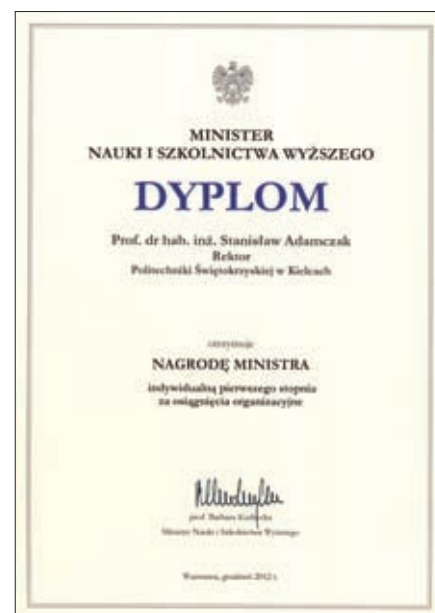 MINISTER
NAUKI I SZKOLNICTWA WYŻSZEGO
DYPLOM
Prof. dr hab. inż. Stanisław Adamczak
Rektor
Politechniki Świętokrzyskiej w Kielcach
otrzymuje
NAGRODĘ MINISTRA
indywidualną pierwszego stopnia
za osiągnięcia organizacyjne
prof. Barbara Kudrycka
Minister Nauki i Szkolnictwa Wyższego
Warszawa, grudzień 2012 r.